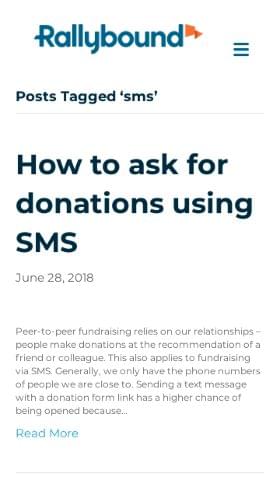 Rallybound
Posts Tagged ‘sms’
How to ask for
donations using
SMS
June 28, 2018
Peer-to-peer fundraising relies on our relationships –
people make donations at the recommendation of a
friend or colleague. This also applies to fundraising
via SMS. Generally, we only have the phone numbers
of people we are close to. Sending a text message
with a donation form link has a higher chance of
being opened because...
Read More